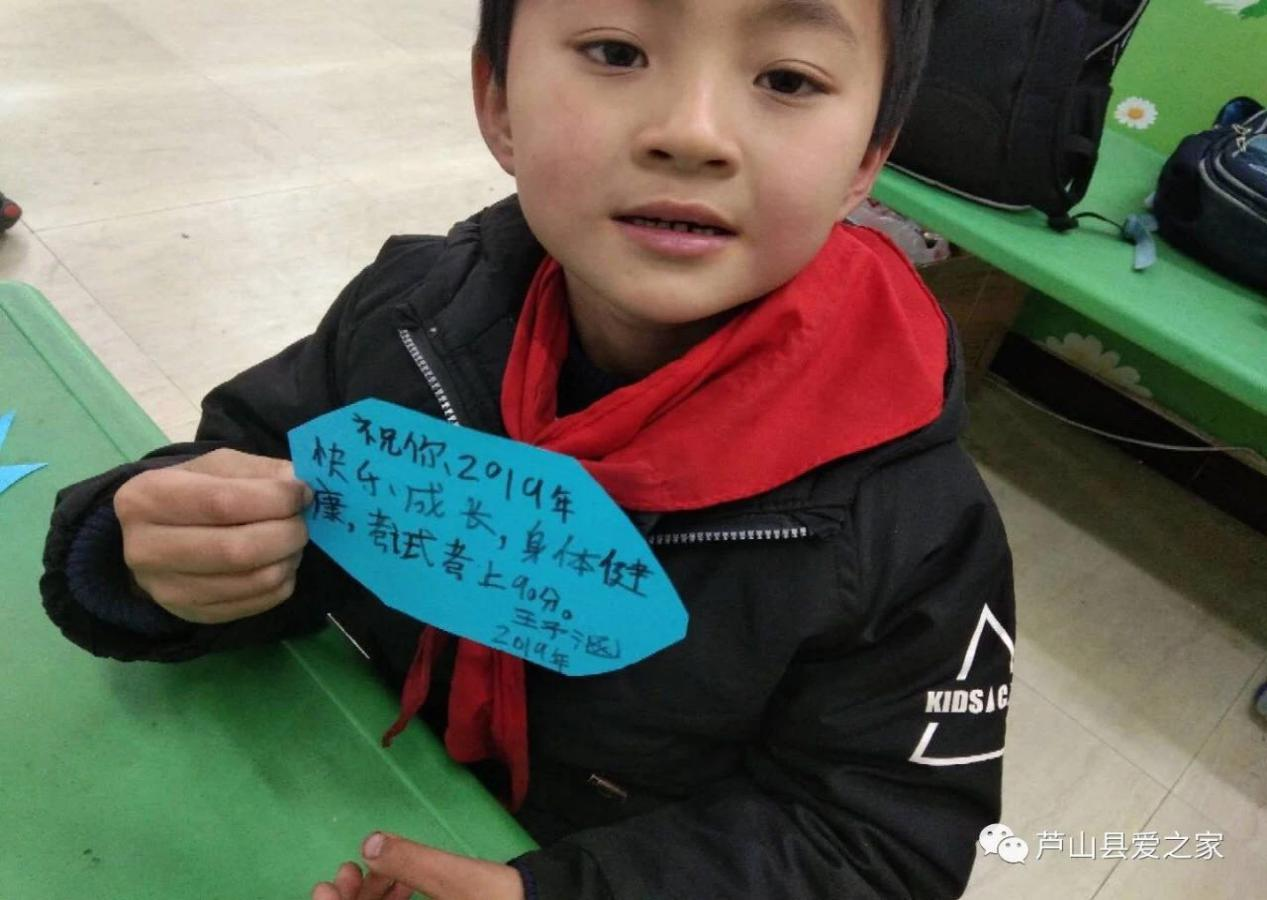 祝你、2019年
快乐、成长，身体健
康，考试考上90分。
王子涵
2019年
KIDS
芦山县爱之家